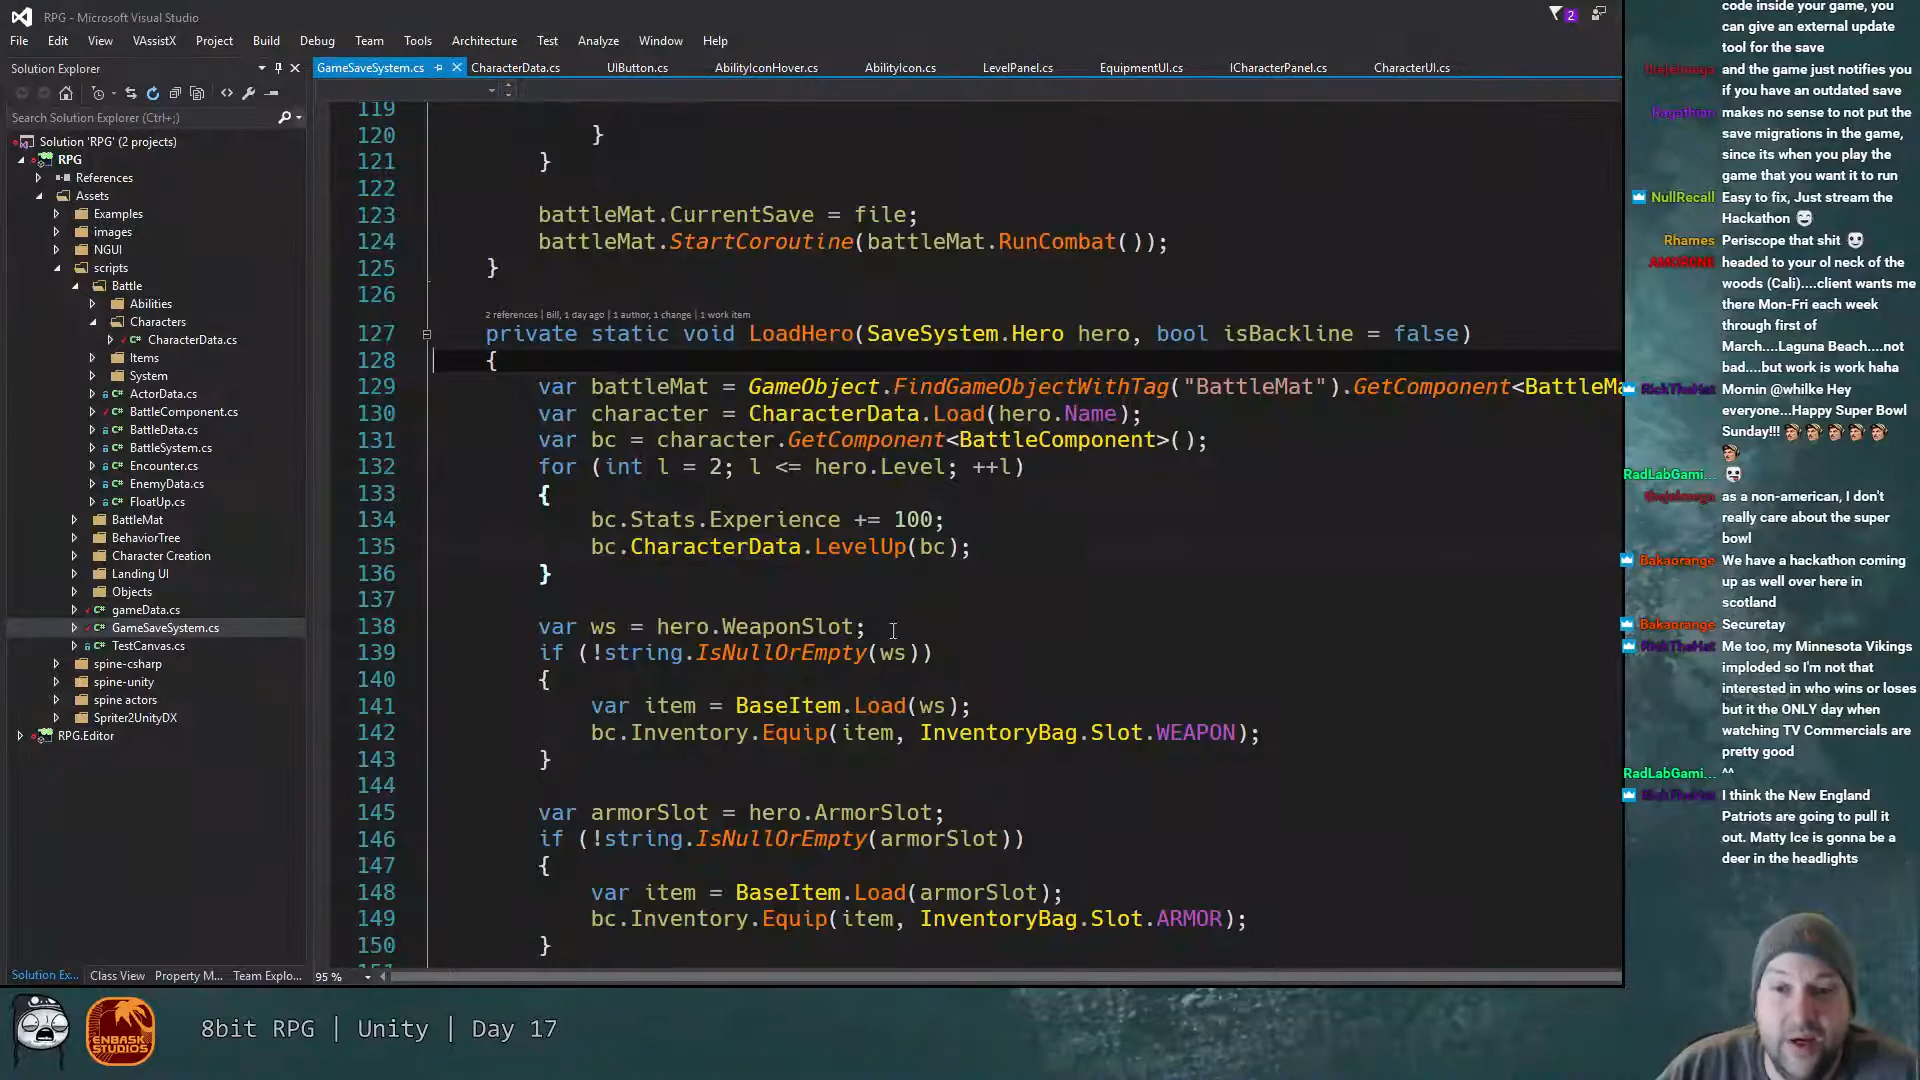 RPG - Microsoft Visual Studio
2
File Edit View VAssistX Project Build Debug Team Tools Architecture Test Analyze Window Help
Solution Explorer
Search Solution Explorer (Ctrl+;)
Solution 'RPG' (2 projects)
RPG
References
Assets
Examples
images
NGUI
scripts
Battle
Abilities
Characters
CharacterData.cs
Items
System
ActorData.cs
BattleComponent.cs
BattleData.cs
BattleSystem.cs
Encounter.cs
EnemyData.cs
FloatUp.cs
BattleMat
BehaviorTree
Character Creation
Landing UI
Objects
gameData.cs
GameSaveSystem.cs
TestCanvas.cs
spine-csharp
spine-unity
spine actors
Spriter2UnityDX
RPG.Editor
Solution Ex... Class View Property M... Team Explo...
GameSaveSystem.cs CharacterData.cs UIButton.cs AbilityIconHover.cs AbilityIcon.cs LevelPanel.cs EquipmentUI.cs ICharacterPanel.cs CharacterUI.cs
119
120 }
121 }
122
123 battleMat.CurrentSave = file;
124 battleMat.StartCoroutine(battleMat.RunCombat());
125 }
126
2 references | Bill, 1 day ago | 1 author, 1 change | 1 work item
127 private static void LoadHero(SaveSystem.Hero hero, bool isBackline = false)
128 {
129 var battleMat = GameObject.FindGameObjectWithTag("BattleMat").GetComponent<BattleMa
130 var character = CharacterData.Load(hero.Name);
131 var bc = character.GetComponent<BattleComponent>();
132 for (int l = 2; l <= hero.Level; ++l)
133 {
134 bc.Stats.Experience += 100;
135 bc.CharacterData.LevelUp(bc);
136 }
137
138 var ws = hero.WeaponSlot;
139 if (!string.IsNullOrEmpty(ws))
140 {
141 var item = BaseItem.Load(ws);
142 bc.Inventory.Equip(item, InventoryBag.Slot.WEAPON);
143 }
144
145 var armorSlot = hero.ArmorSlot;
146 if (!string.IsNullOrEmpty(armorSlot))
147 {
148 var item = BaseItem.Load(armorSlot);
149 bc.Inventory.Equip(item, InventoryBag.Slot.ARMOR);
150 }
95 %
code inside your game, you
can give an external update
tool for the save
and the game just notifies you
if you have an outdated save
makes no sense to not put the
save migrations in the game,
since its when you play the
game that you want it to run
NullRecall Easy to fix, Just stream the
Hackathon
Rhames Periscope that shit
AMOR0NE headed to your ol neck of the
woods (Cali)....client wants me
there Mon-Fri each week
through first of
March....Laguna Beach....not
bad....but work is work haha
RickTheHat Mornin @whilke Hey
everyone...Happy Super Bowl
Sunday!!!
RadLabGami...
as a non-american, I don't
really care about the super
bowl
Bakaorange We have a hackathon coming
up as well over here in
scotland
Bakaorange Securetay
RickTheHat Me too, my Minnesota Vikings
imploded so I'm not that
interested in who wins or loses
but it the ONLY day when
watching TV Commercials are
pretty good
RadLabGami... ^^
RickTheHat I think the New England
Patriots are going to pull it
out. Matty Ice is gonna be a
deer in the headlights
ENBASK
STUDIOS
8bit RPG | Unity | Day 17